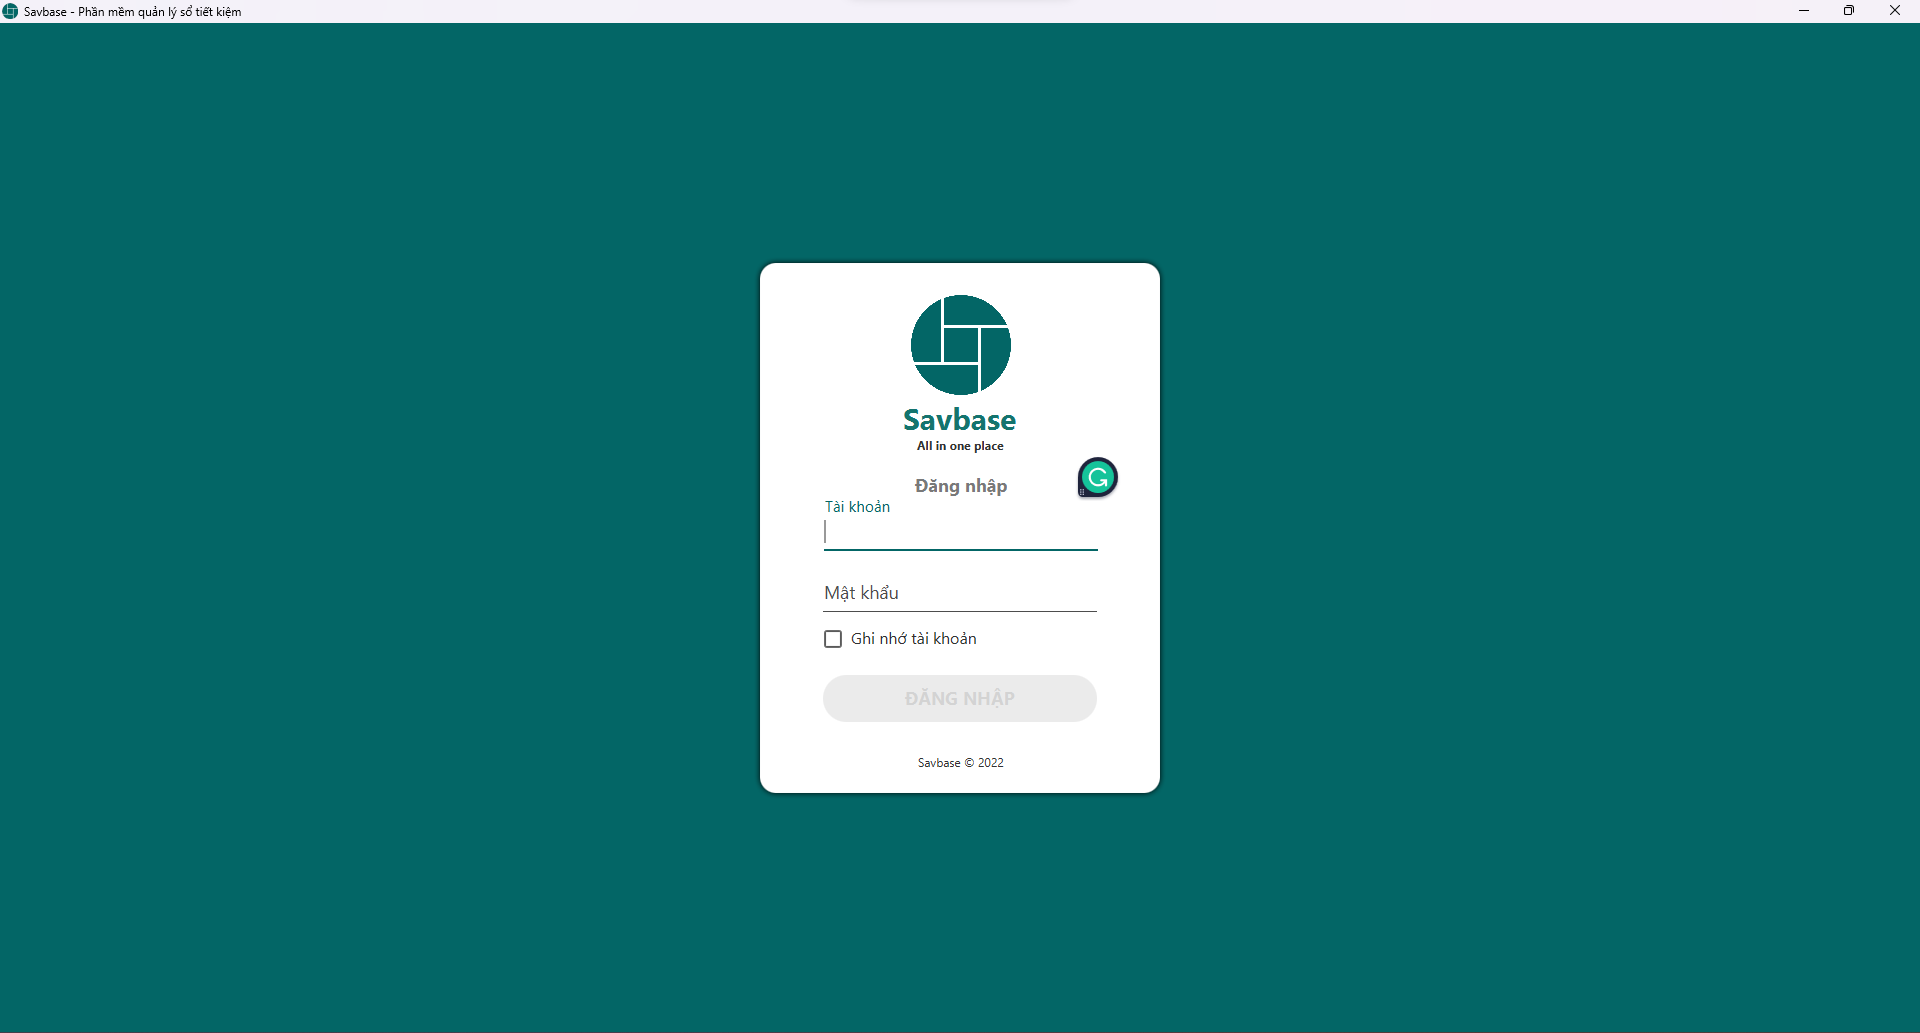 Savbase - Phần mềm quản lý sổ tiết kiệm
Savbase
All in one place
Đăng nhập
Tài khoản
Mật khẩu
Ghi nhớ tài khoản
ĐĂNG NHẬP
Savbase © 2022